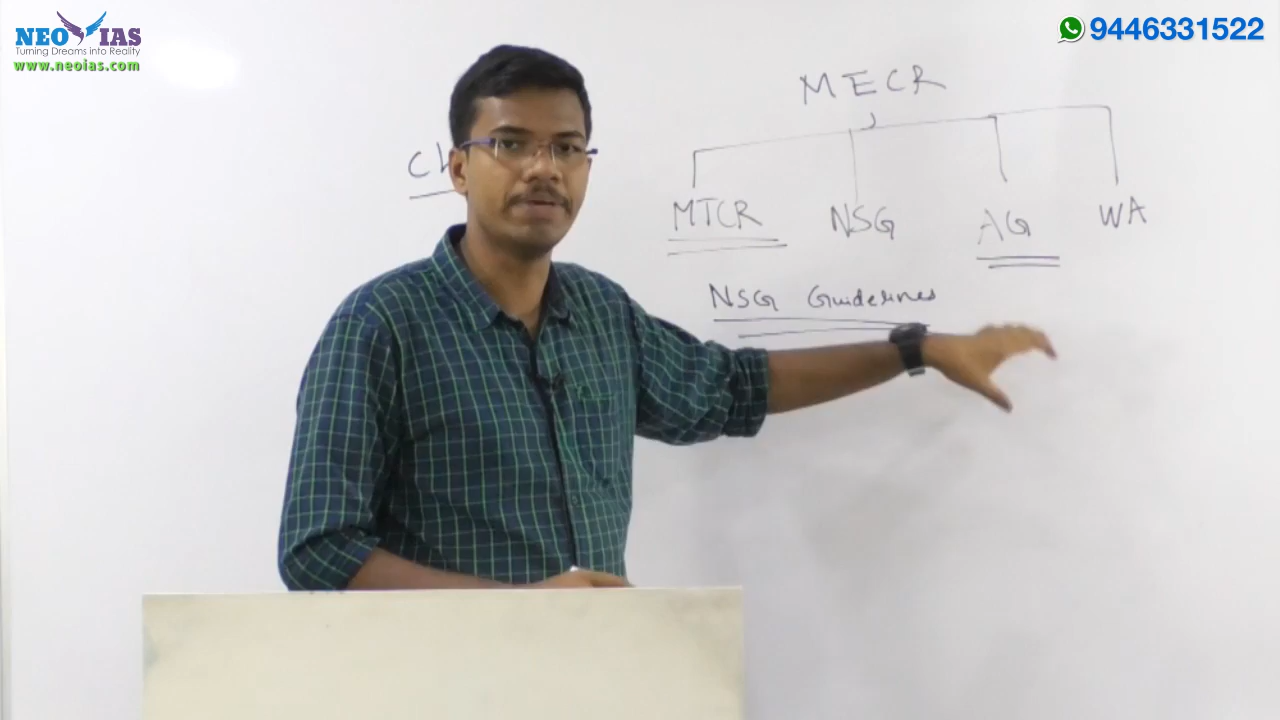 NEO IAS
Turning Dreams into Reality
www.neoias.com
9446331522
MECR
MTCR NSG AG WA
NSG Guidelines